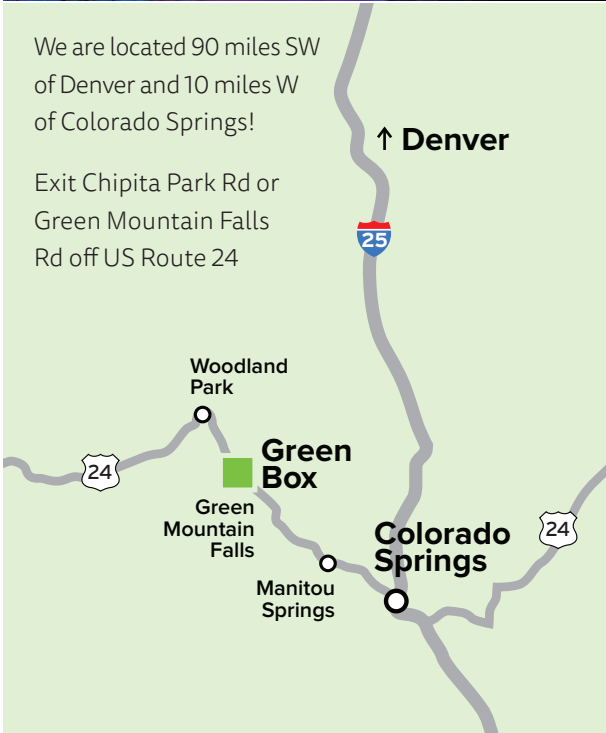 We are located 90 miles SW
of Denver and 10 miles W
of Colorado Springs!
Exit Chipita Park Rd or
Green Mountain Falls
Rd off US Route 24
↑ Denver
25
Woodland
Park
24
Green
Box
Green
Mountain
Falls
Manitou
Springs
Colorado
Springs
24